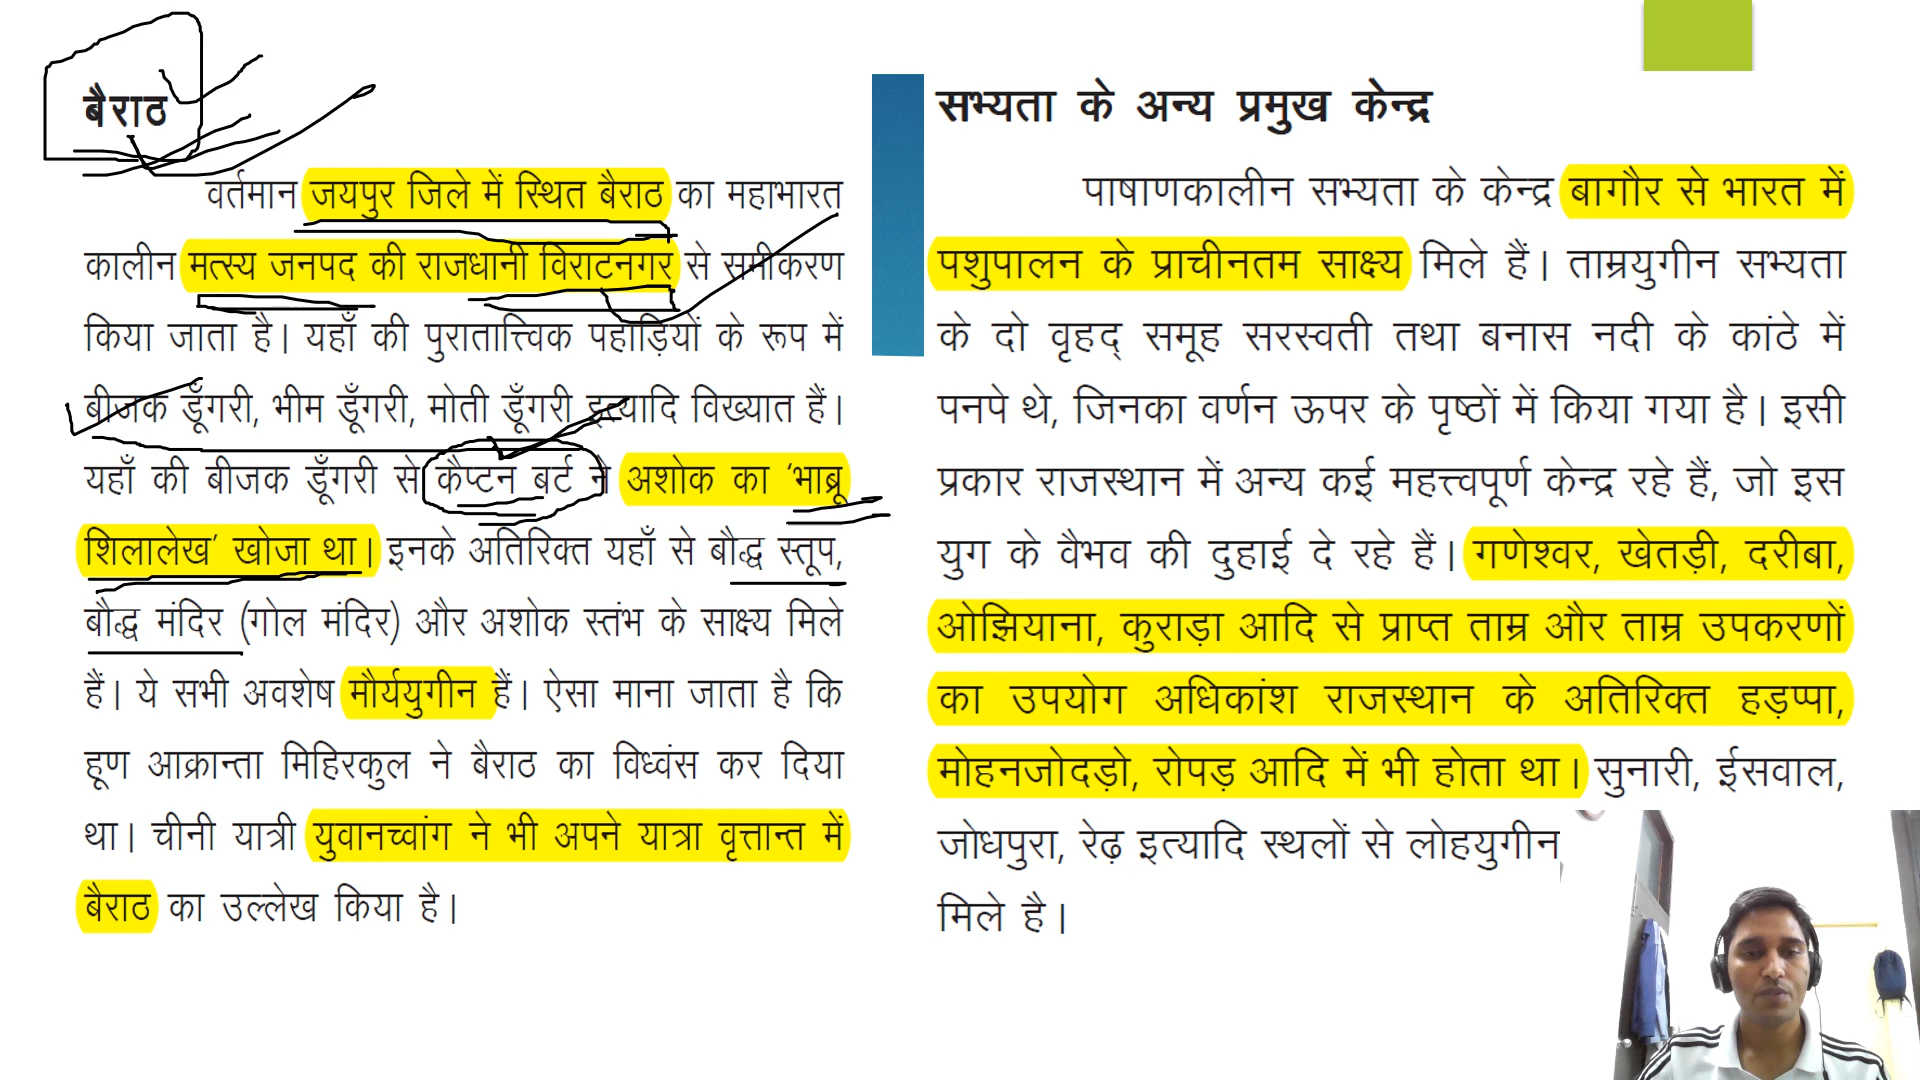 बैराठ
वर्तमान जयपुर जिले में स्थित बैराठ का महाभारत
कालीन मत्स्य जनपद की राजधानी विराटनगर से समीकरण
किया जाता है। यहाँ की पुरातात्त्विक पहाड़ियों के रूप में
बीजक डूँगरी, भीम डूँगरी, मोती डूँगरी इत्यादि विख्यात हैं।
यहाँ की बीजक डूँगरी से कैप्टन बर्ट ने अशोक का ‘भाब्रू
शिलालेख’ खोजा था। इनके अतिरिक्त यहाँ से बौद्ध स्तूप,
बौद्ध मंदिर (गोल मंदिर) और अशोक स्तंभ के साक्ष्य मिले
हैं। ये सभी अवशेष मौर्ययुगीन हैं। ऐसा माना जाता है कि
हूण आक्रान्ता मिहिरकुल ने बैराठ का विध्वंस कर दिया
था। चीनी यात्री युवानच्वांग ने भी अपने यात्रा वृत्तान्त में
बैराठ का उल्लेख किया है।
सभ्यता के अन्य प्रमुख केन्द्र
पाषाणकालीन सभ्यता के केन्द्र बागौर से भारत में
पशुपालन के प्राचीनतम साक्ष्य मिले हैं। ताम्रयुगीन सभ्यता
के दो वृहद् समूह सरस्वती तथा बनास नदी के कांठे में
पनपे थे, जिनका वर्णन ऊपर के पृष्ठों में किया गया है। इसी
प्रकार राजस्थान में अन्य कई महत्त्वपूर्ण केन्द्र रहे हैं, जो इस
युग के वैभव की दुहाई दे रहे हैं। गणेश्वर, खेतड़ी, दरीबा,
ओझियाना, कुराड़ा आदि से प्राप्त ताम्र और ताम्र उपकरणों
का उपयोग अधिकांश राजस्थान के अतिरिक्त हड़प्पा,
मोहनजोदड़ो, रोपड़ आदि में भी होता था। सुनारी, ईसवाल,
जोधपुरा, रेढ़ इत्यादि स्थलों से लोहयुगीन
मिले है।